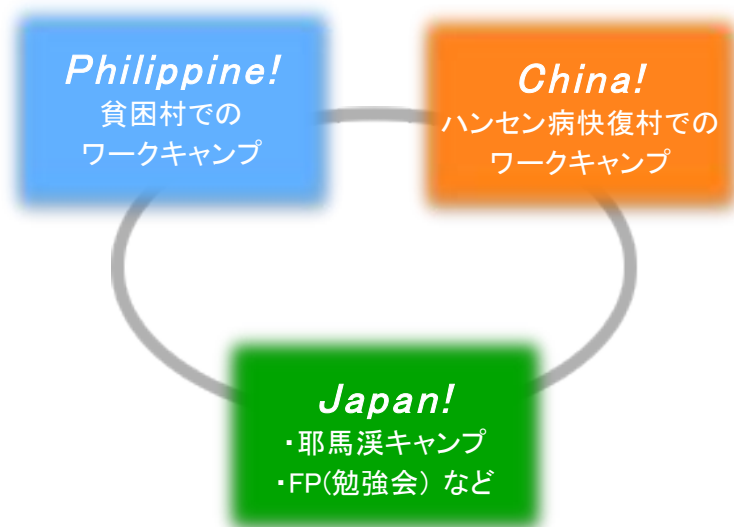 Philippine!
貧困村での
ワークキャンプ
China!
ハンセン病快復村での
ワークキャンプ
Japan!
・耶馬渓キャンプ
・FP(勉強会) など